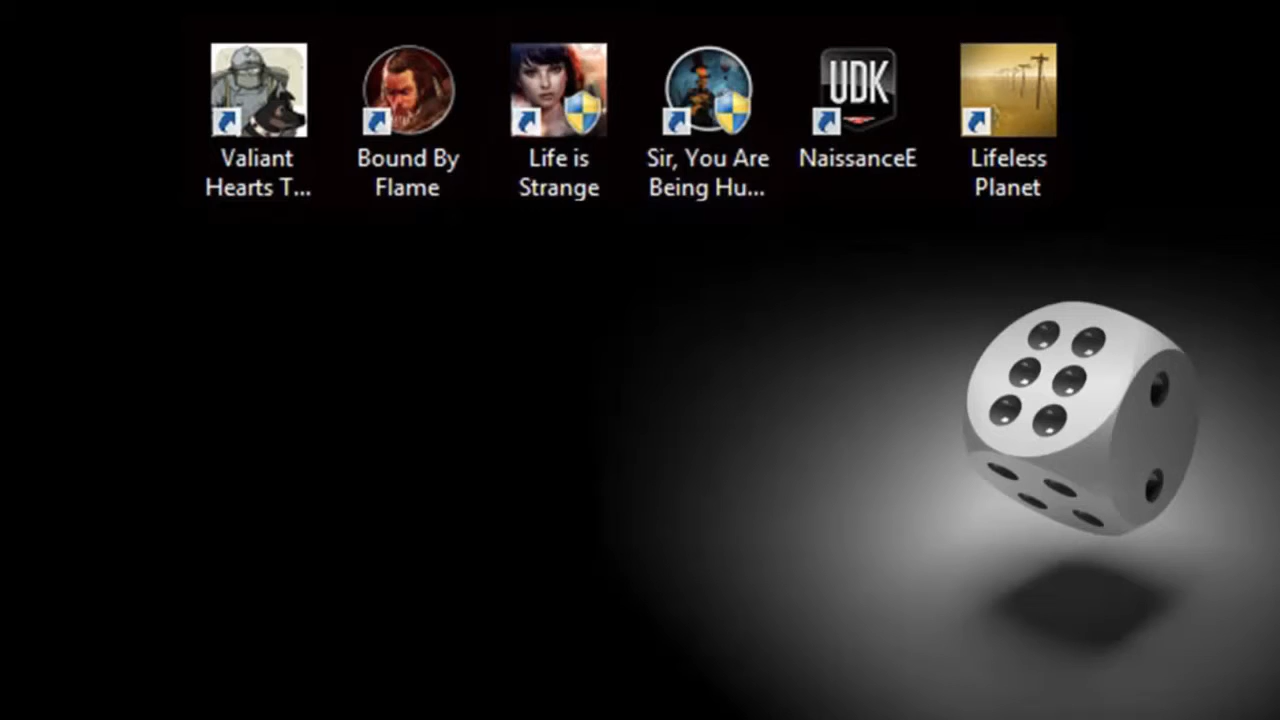 UDK
Valiant
Hearts T...
Bound By
Flame
Life is
Strange
Sir, You Are
Being Hu...
NaissanceE
Lifeless
Planet